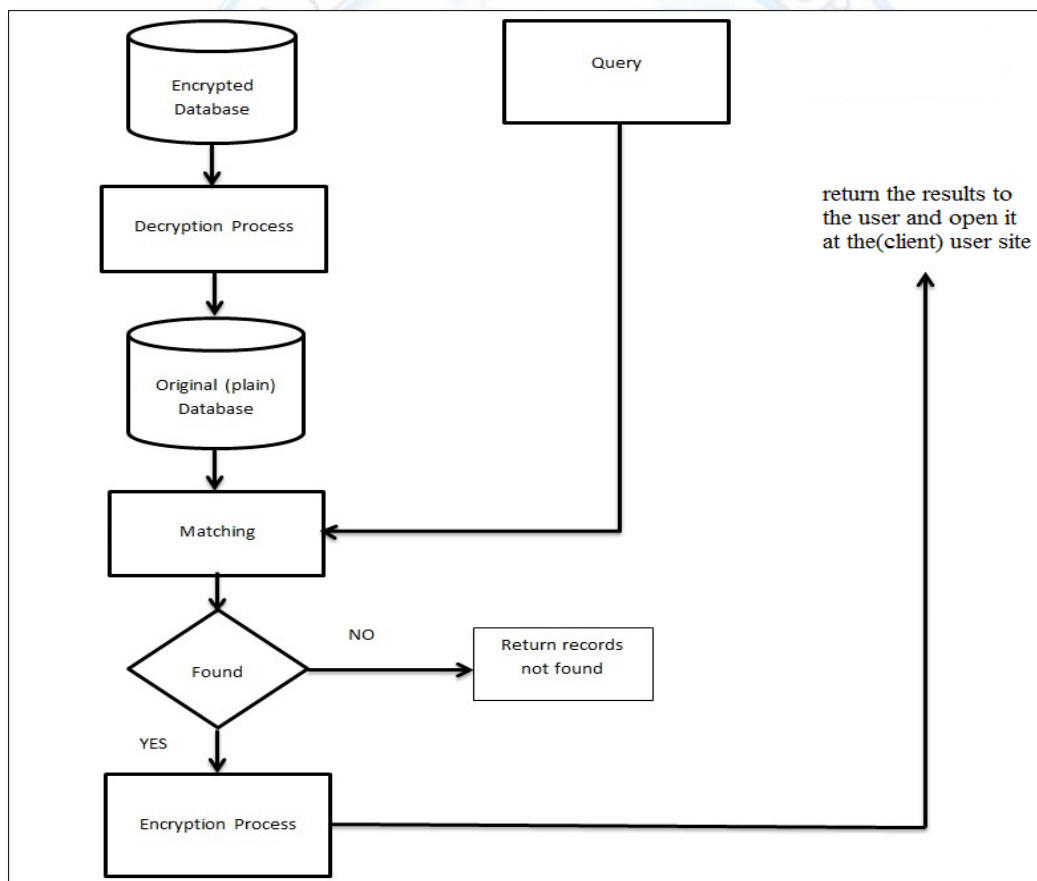 Encrypted
Database
Query
Decryption Process
return the results to
the user and open it
at the(client) user site
Original (plain)
Database
Matching
NO
Return records
not found
Found
YES
Encryption Process